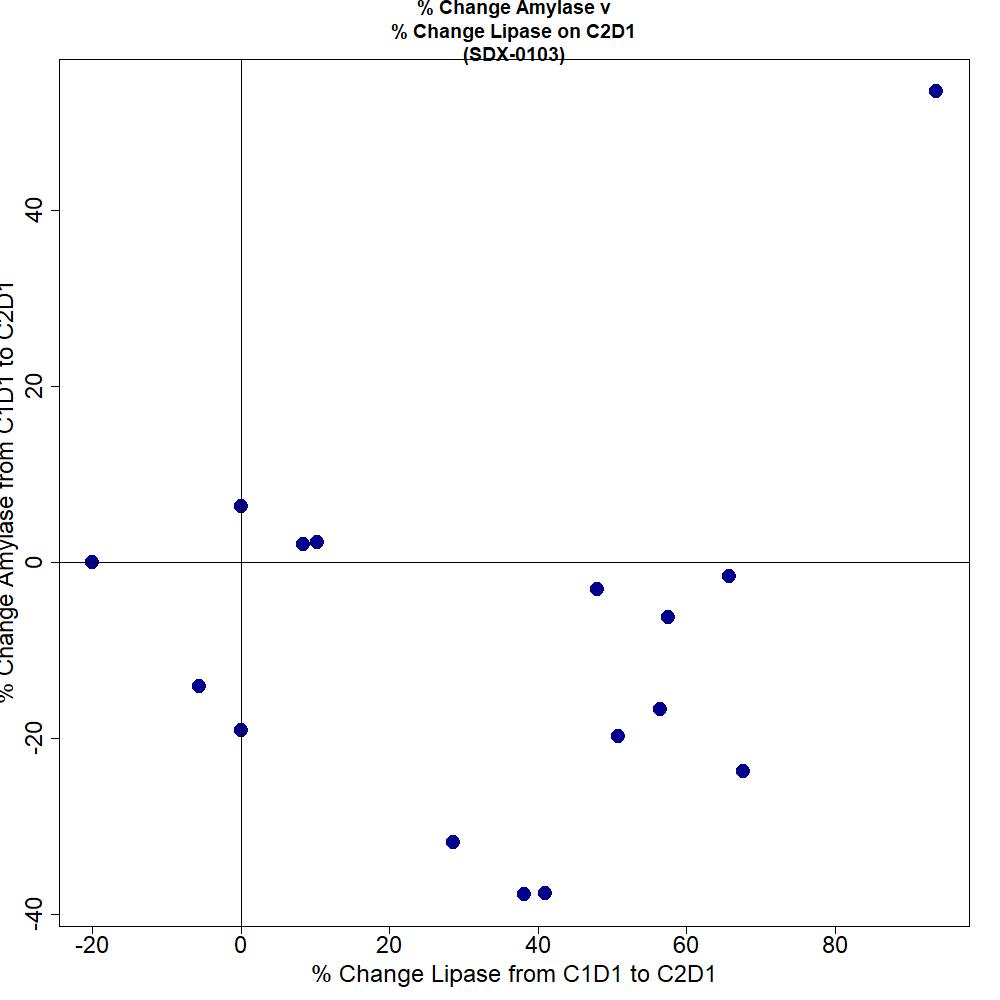 % Change Amylase v
% Change Lipase on C2D1
(SDX-0103)
% Change Amylase from C1D1 to C2D1
40
20
0
-20
-40
-20
0
20
40
60
80
% Change Lipase from C1D1 to C2D1